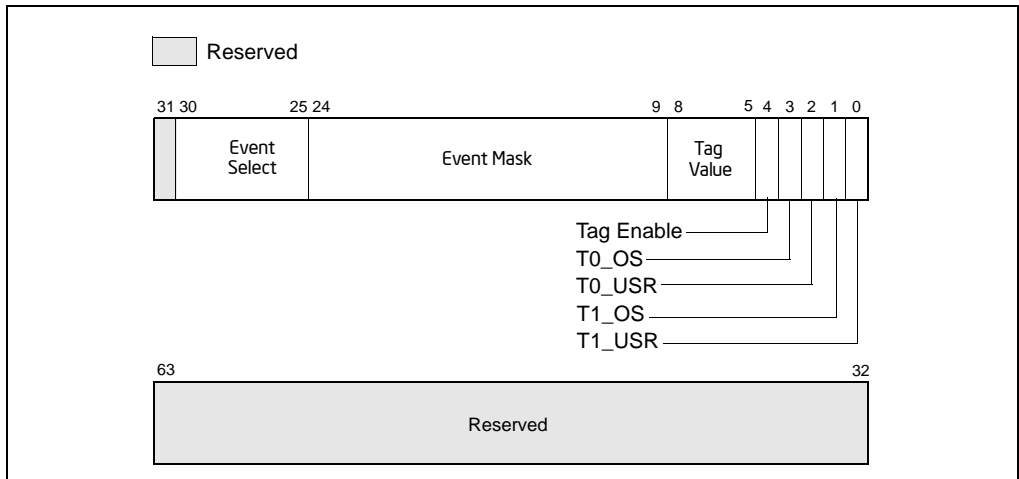 Reserved
31 30 25 24 9 8 5 4 3 2 1 0
Event
Select
Event Mask
Tag
Value
Tag Enable
T0_OS
T0_USR
T1_OS
T1_USR
63 32
Reserved